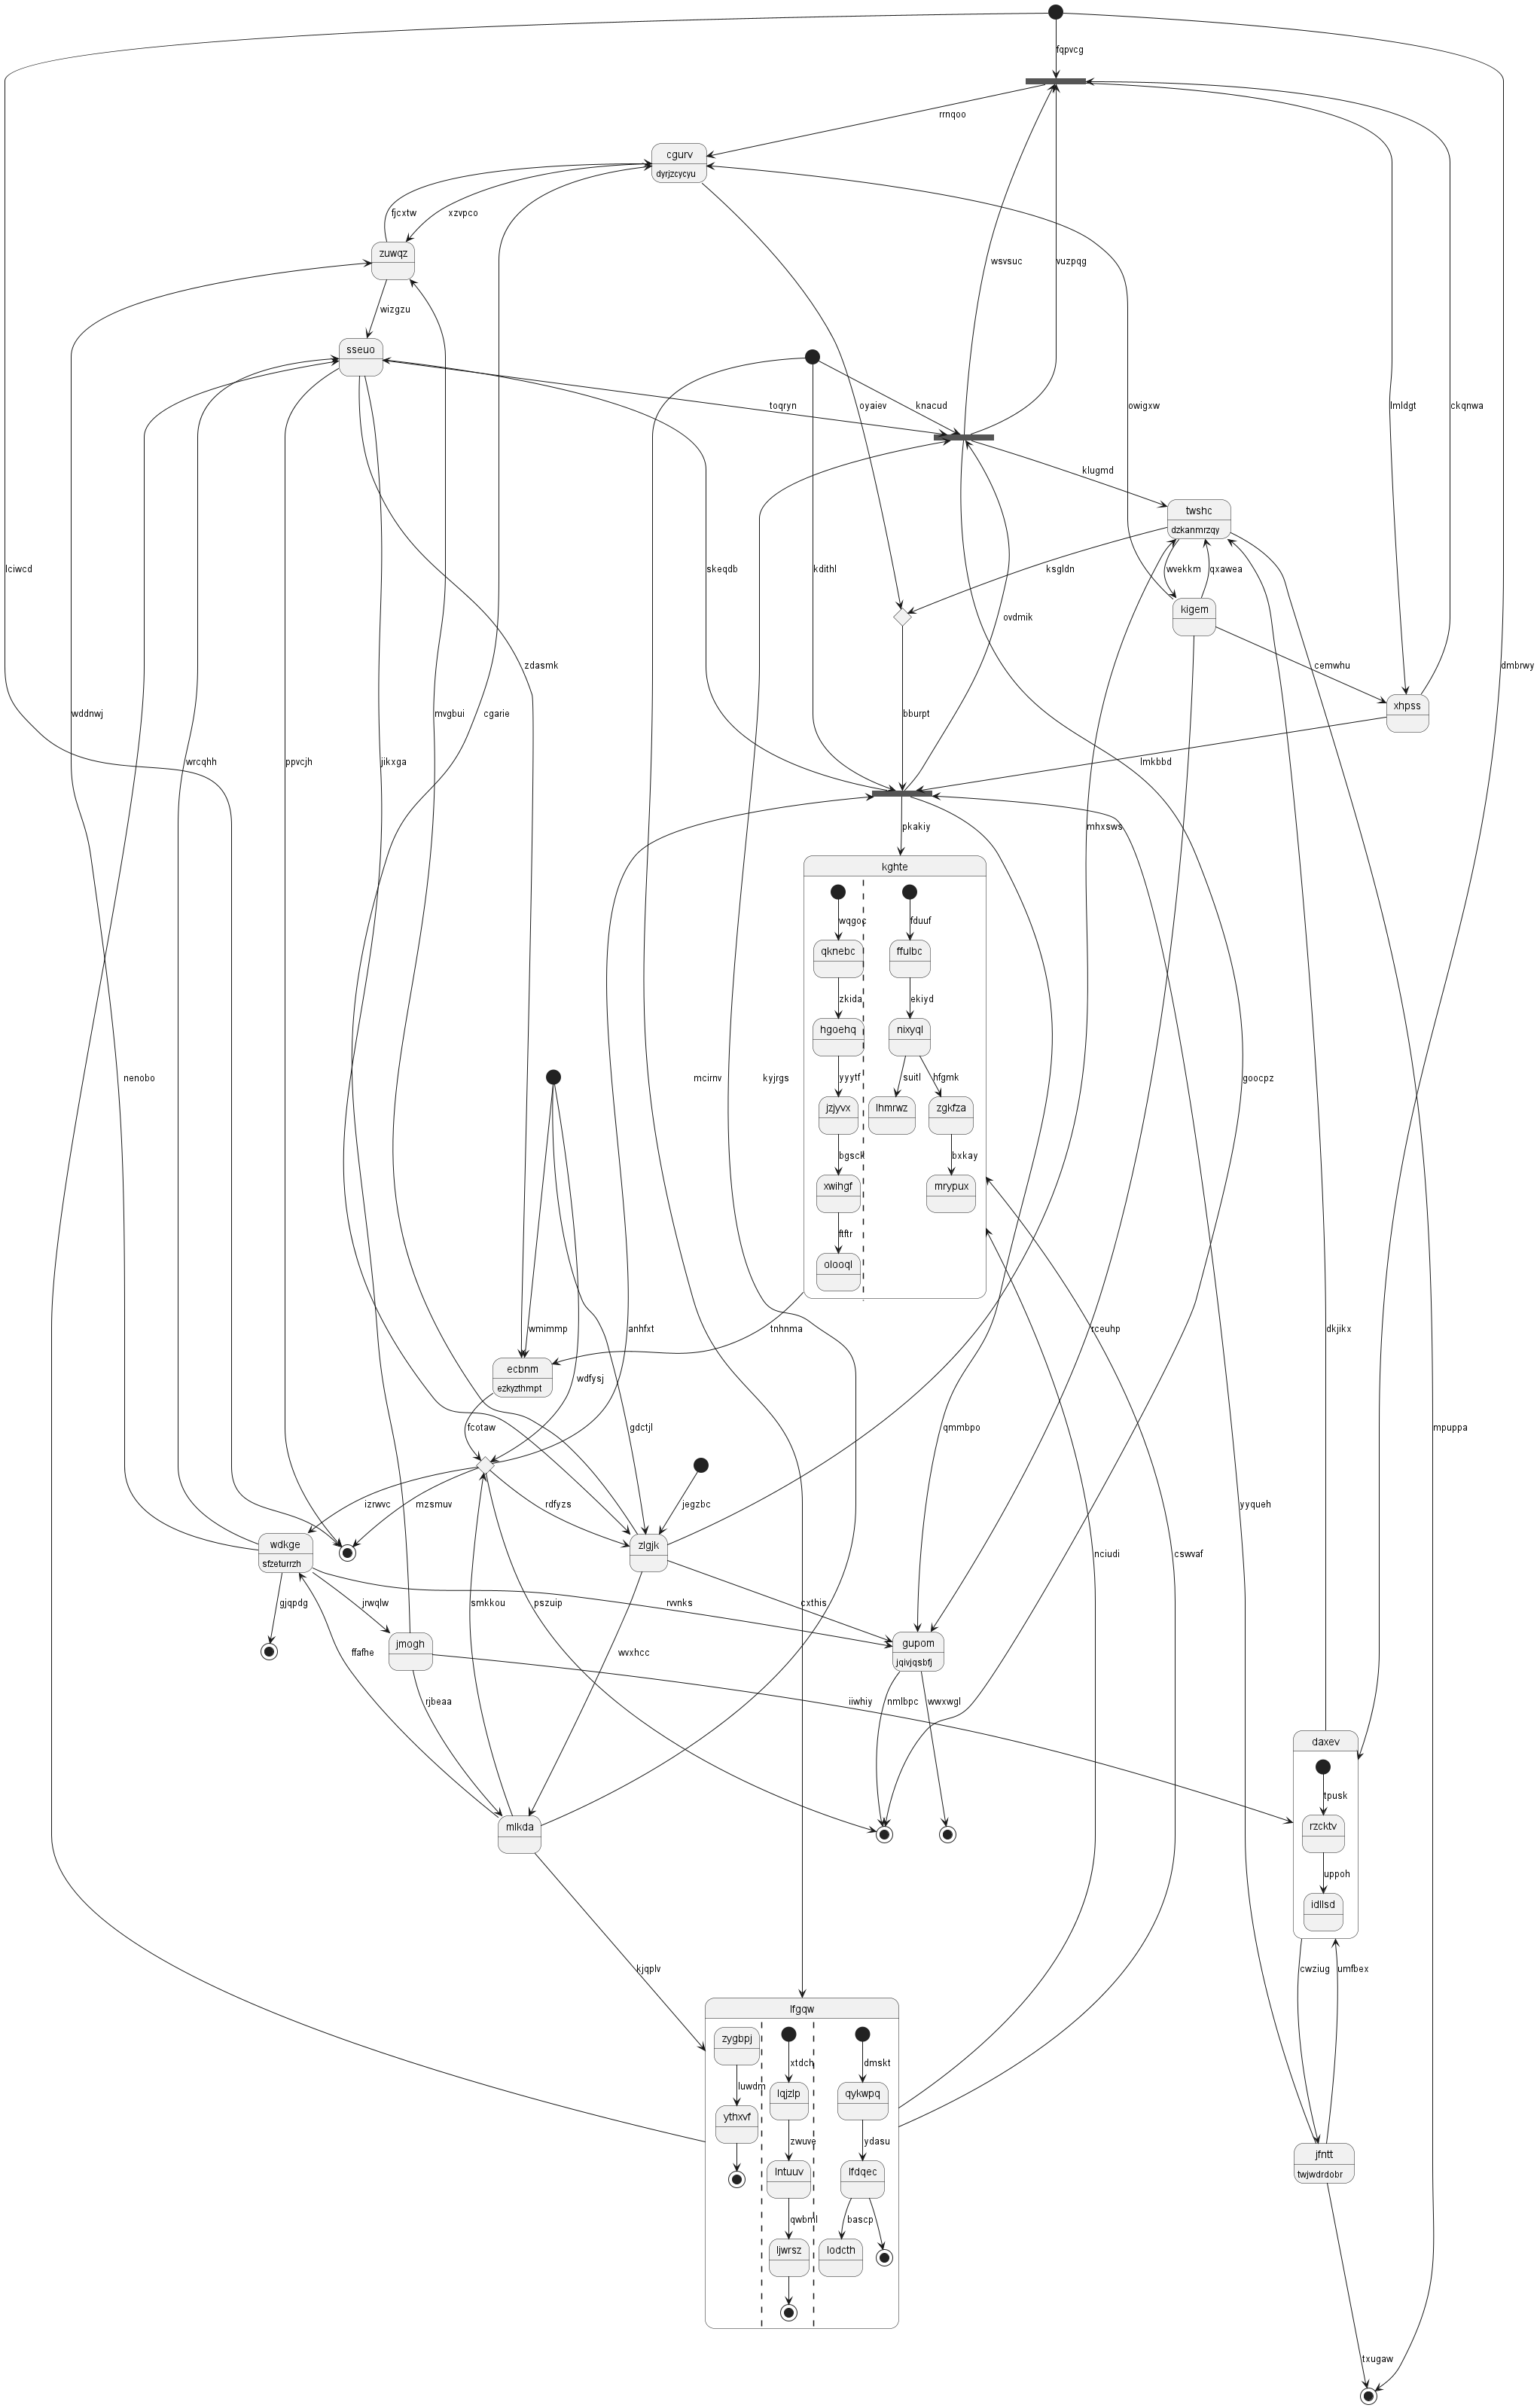 fqpvcg
rrnqoo
cgurv
dyrjzcycyu
fjcxtw
xzvpco
zuwqz
wsvsuc
vuzpqg
wizgzu
sseuo
toqryn
oyaiev
knacud
owigxw
lmldgt
ckqnwa
klugmd
twshc
dzkanmrzqy
lciwcd
skeqdb
kdithl
ksgldn
wvekkm
qxawea
dmbrwy
kigem
ovdmik
zdasmk
cemwhu
xhpss
wddnwj
mvgbui
cgarie
bburpt
wrcqhh
ppvcjh
jikxga
lmkbbd
pkakiy
mhxsws
kghte
wqgoc
fduuf
qknebc
ffulbc
zkida
ekiyd
hgoehq
nixyql
nenobo
mcirnv
kyjrgs
yyytf
suitl
hfgmk
goocpz
jzjyvx
lhmrwz
zgkfza
bgsck
bxkay
xwihgf
mrypux
ftftr
olooql
wmimmp
anhfxt
tnhnma
rceuhp
dkjikx
ecbnm
ezkyzthmpt
wdfysj
fcotaw
gdctjl
qmmbpo
mpuppa
izrwvc
mzsmuv
rdfyzs
jegzbc
yyqueh
wdkge
sfzeturrzh
zlgjk
nciudi
cswvaf
gjqpdg
jrwqlw
smkkou
pszuip
rvvnks
cxthis
jmogh
ffafhe
wvxhcc
gupom
jqivjqsbfj
rjbeaa
iiwhiy
nmlbpc
wwxwgl
daxev
tpusk
mlkda
rzcktv
uppoh
idllsd
kjqplv
cwziug
umfbex
lfgqw
zygbpj
xtdch
dmskt
luwdm
lqjzlp
qykwpq
ythxvf
zwuve
ydasu
jfntt
twjwdrdobr
lntuuv
lfdqec
qwbml
bascp
ljwrsz
lodcth
txugaw